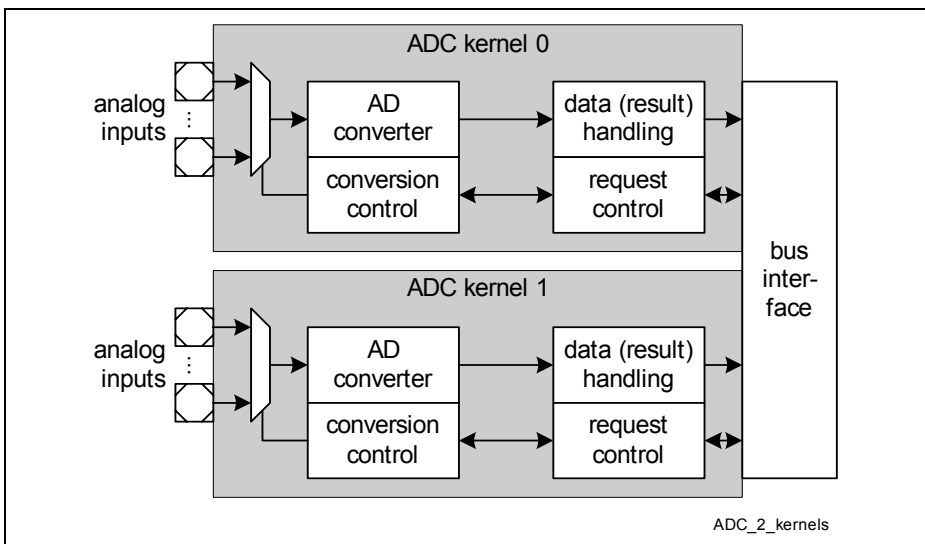 ADC kernel 0
analog
inputs
AD
converter
data (result)
handling
conversion
control
request
control
bus
inter-
face
ADC kernel 1
analog
inputs
AD
converter
data (result)
handling
conversion
control
request
control
ADC_2_kernels